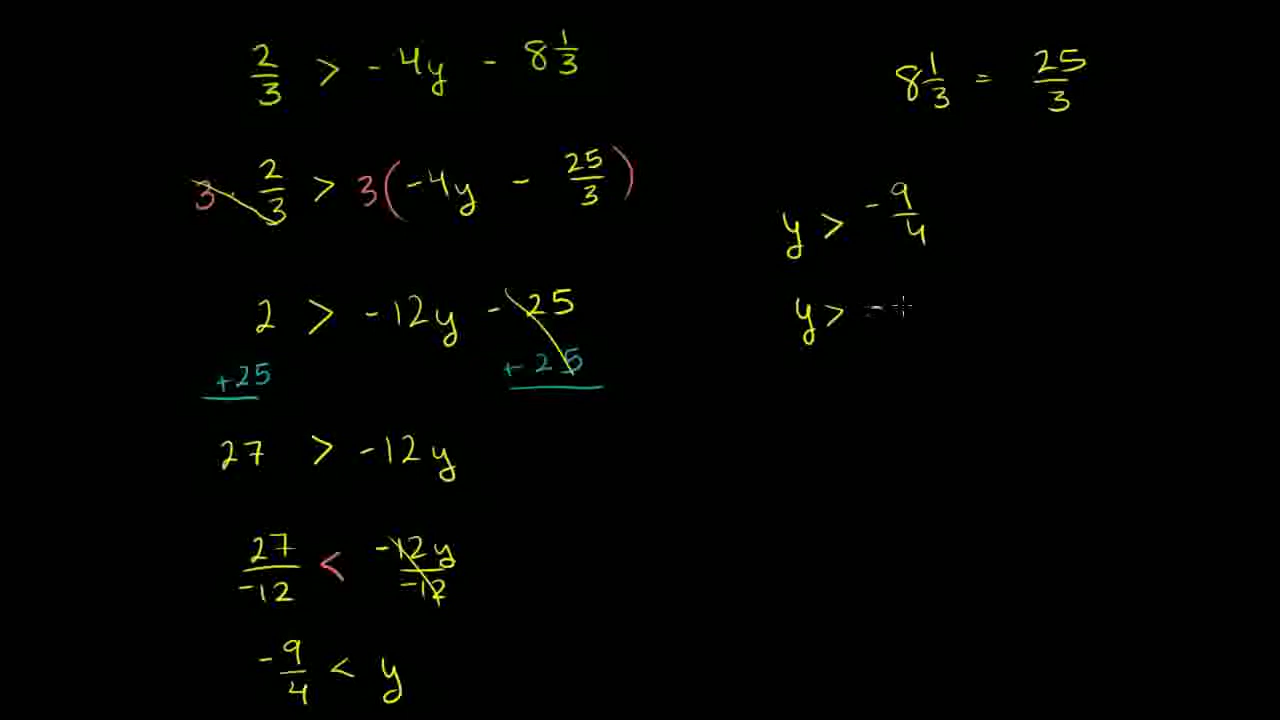 2/3 > -4y - 8 1/3
3 · 2/3 > 3(-4y - 25/3)
2 > -12y - 25
+25 +25
27 > -12y
27/-12 < -12y/-12
-9/4 < y
8 1/3 = 25/3
y > -9/4
y > -